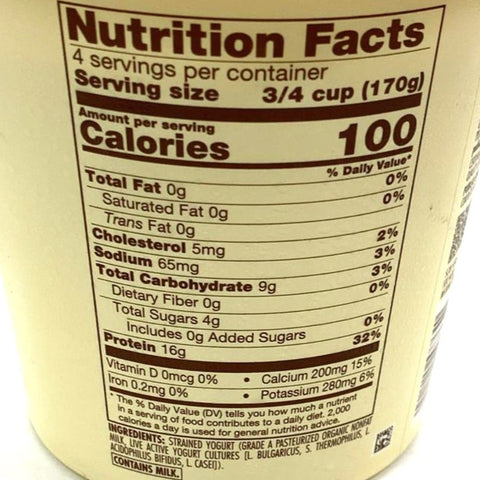 Nutrition Facts
4 servings per container
Serving size 3/4 cup (170g)
Amount per serving
Calories 100
% Daily Value*
Total Fat 0g 0%
Saturated Fat 0g 0%
Trans Fat 0g
Cholesterol 5mg 2%
Sodium 65mg 3%
Total Carbohydrate 9g 3%
Dietary Fiber 0g 0%
Total Sugars 4g
Includes 0g Added Sugars 0%
Protein 16g 32%
Vitamin D 0mcg 0% • Calcium 200mg 15%
Iron 0.2mg 0% • Potassium 280mg 6%
* The % Daily Value (DV) tells you how much a nutrient
in a serving of food contributes to a daily diet. 2,000
calories a day is used for general nutrition advice.
INGREDIENTS: STRAINED YOGURT (GRADE A PASTEURIZED ORGANIC NONFAT
MILK, LIVE ACTIVE YOGURT CULTURES [L. BULGARICUS, S. THERMOPHILUS, L.
ACIDOPHILUS BIFIDUS, L. CASEI]).
CONTAINS MILK.